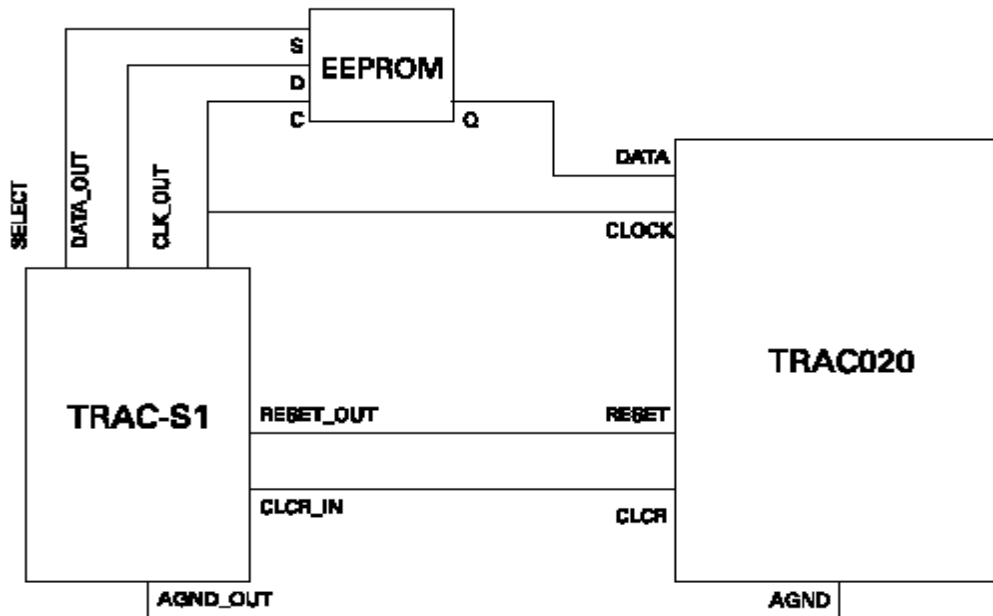 S
EEPROM
D
C
Q
DATA
SELECT
DATA_OUT
CLK_OUT
CLOCK
TRAC020
TRAC-S1
RESET_OUT
RESET
CLCR_IN
CLCR
AGND_OUT
AGND